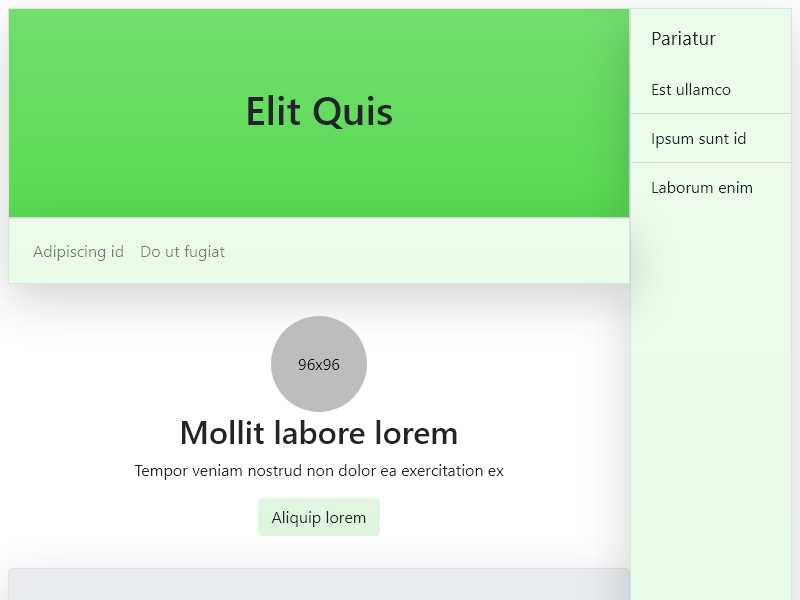 Elit Quis
Adipiscing id
Do ut fugiat
96x96
Mollit labore lorem
Tempor veniam nostrud non dolor ea exercitation ex
Aliquip lorem
Pariatur
Est ullamco
Ipsum sunt id
Laborum enim